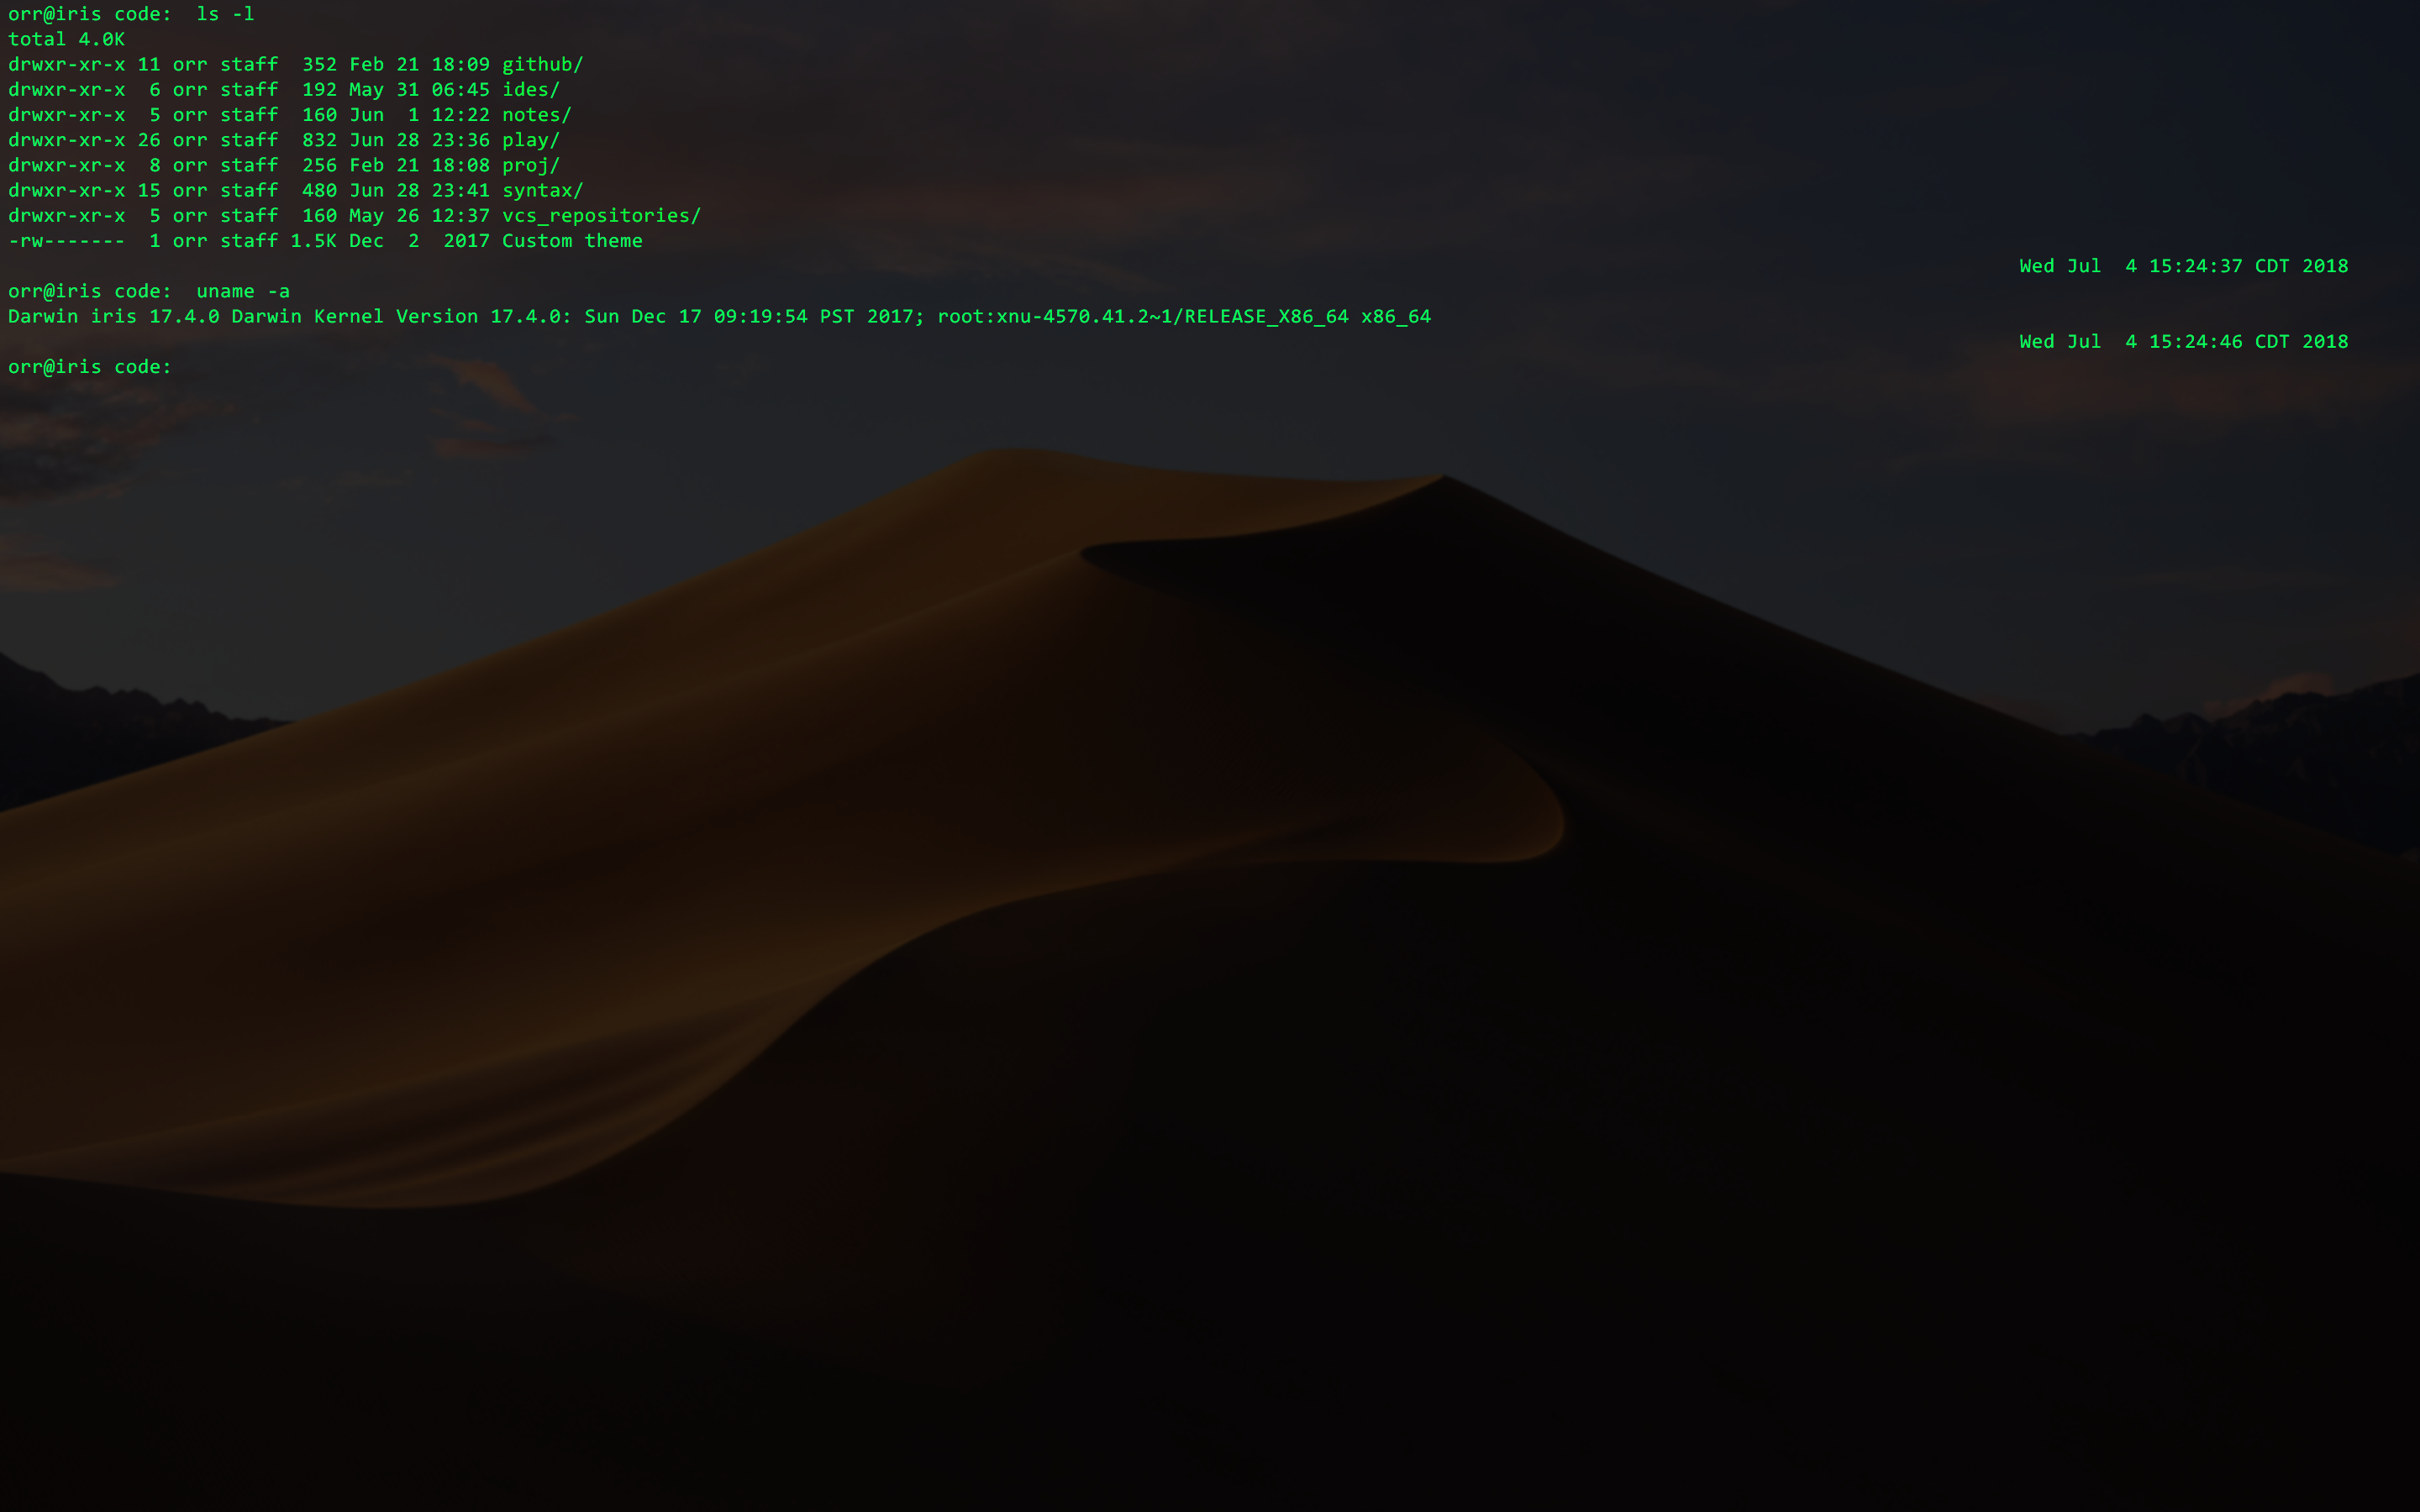 orr@iris code:  ls -l
total 4.0K
drwxr-xr-x 11 orr staff  352 Feb 21 18:09 github/
drwxr-xr-x  6 orr staff  192 May 31 06:45 ides/
drwxr-xr-x  5 orr staff  160 Jun  1 12:22 notes/
drwxr-xr-x 26 orr staff  832 Jun 28 23:36 play/
drwxr-xr-x  8 orr staff  256 Feb 21 18:08 proj/
drwxr-xr-x 15 orr staff  480 Jun 28 23:41 syntax/
drwxr-xr-x  5 orr staff  160 May 26 12:37 vcs_repositories/
-rw-------  1 orr staff 1.5K Dec  2  2017 Custom theme
Wed Jul  4 15:24:37 CDT 2018
orr@iris code:  uname -a
Darwin iris 17.4.0 Darwin Kernel Version 17.4.0: Sun Dec 17 09:19:54 PST 2017; root:xnu-4570.41.2~1/RELEASE_X86_64 x86_64
Wed Jul  4 15:24:46 CDT 2018
orr@iris code: